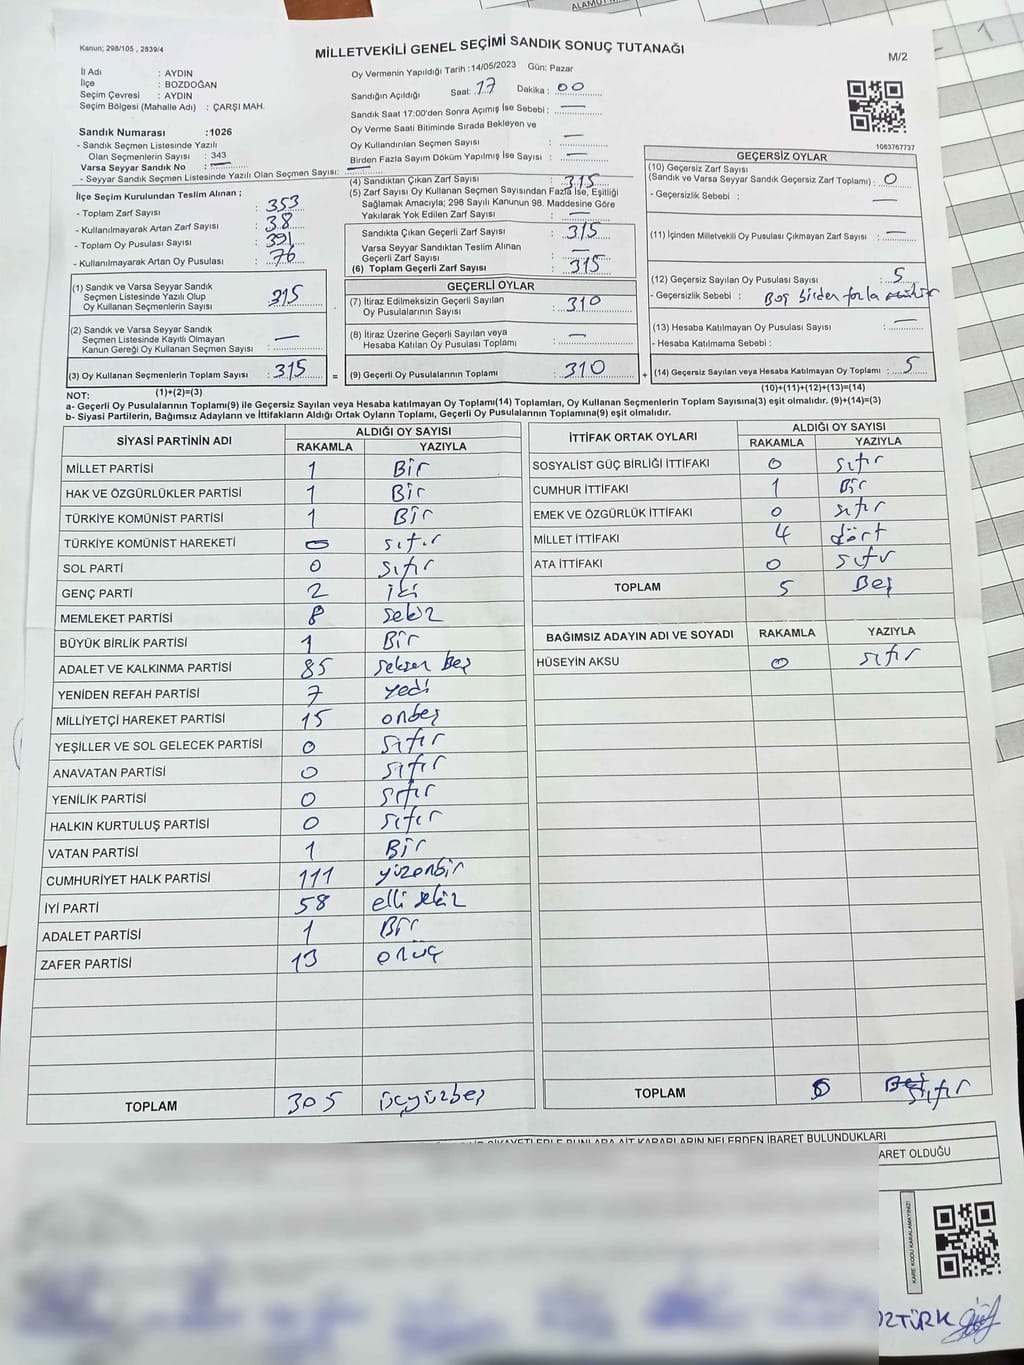 ALAMUT
1
Kanun; 298/105 , 2839/4
MİLLETVEKİLİ GENEL SEÇİMİ SANDIK SONUÇ TUTANAĞI
M/2
İl Adı : AYDIN
İlçe : BOZDOĞAN
Seçim Çevresi : AYDIN
Seçim Bölgesi (Mahalle Adı) : ÇARŞI MAH.
Sandık Numarası :1026
- Sandık Seçmen Listesinde Yazılı
Olan Seçmenlerin Sayısı : 343
Varsa Seyyar Sandık No : —
- Seyyar Sandık Seçmen Listesinde Yazılı Olan Seçmen Sayısı: —
Oy Vermenin Yapıldığı Tarih :14/05/2023 Gün: Pazar
Sandığın Açıldığı Saat: 17 Dakika : 00
Sandık Saat 17:00'den Sonra Açımış İse Sebebi : —
Oy Verme Saati Bitiminde Sırada Bekleyen ve
Oy Kullandırılan Seçmen Sayısı : —
Birden Fazla Sayım Döküm Yapılmış İse Sayısı : —
1083767737
İlçe Seçim Kurulundan Teslim Alınan ;
- Toplam Zarf Sayısı : 353
- Kullanılmayarak Artan Zarf Sayısı : 38
- Toplam Oy Pusulası Sayısı : 391
- Kullanılmayarak Artan Oy Pusulası : 76
(4) Sandıktan Çıkan Zarf Sayısı : 315
(5) Zarf Sayısı Oy Kullanan Seçmen Sayısından Fazla İse, Eşitliği
Sağlamak Amacıyla; 298 Sayılı Kanunun 98. Maddesine Göre
Yakılarak Yok Edilen Zarf Sayısı : —
Sandıkta Çıkan Geçerli Zarf Sayısı : 315
Varsa Seyyar Sandıktan Teslim Alınan
Geçerli Zarf Sayısı : —
(6) Toplam Geçerli Zarf Sayısı : 315
GEÇERSİZ OYLAR
(10) Geçersiz Zarf Sayısı
(Sandık ve Varsa Seyyar Sandık Geçersiz Zarf Toplamı) : 0
- Geçersizlik Sebebi : —
(11) İçinden Milletvekili Oy Pusulası Çıkmayan Zarf Sayısı : —
(12) Geçersiz Sayılan Oy Pusulası Sayısı : 5
- Geçersizlik Sebebi : Boş birden fazla
(13) Hesaba Katılmayan Oy Pusulası Sayısı : —
- Hesaba Katılmama Sebebi :
(1) Sandık ve Varsa Seyyar Sandık
Seçmen Listesinde Yazılı Olup
Oy Kullanan Seçmenlerin Sayısı : 315
(2) Sandık ve Varsa Seyyar Sandık
Seçmen Listesinde Kayıtlı Olmayan
Kanun Gereği Oy Kullanan Seçmen Sayısı : —
GEÇERLİ OYLAR
(7) İtiraz Edilmeksizin Geçerli Sayılan
Oy Pusulalarının Sayısı : 310
(8) İtiraz Üzerine Geçerli Sayılan veya
Hesaba Katılan Oy Pusulası Toplamı : —
(3) Oy Kullanan Seçmenlerin Toplam Sayısı : 315 = (9) Geçerli Oy Pusulalarının Toplamı : 310 + (14) Geçersiz Sayılan veya Hesaba Katılmayan Oy Toplamı : 5
NOT: (1)+(2)=(3) (10)+(11)+(12)+(13)=(14)
a- Geçerli Oy Pusulalarının Toplamı(9) ile Geçersiz Sayılan veya Hesaba katılmayan Oy Toplamı(14) Toplamları, Oy Kullanan Seçmenlerin Toplam Sayısına(3) eşit olmalıdır. (9)+(14)=(3)
b- Siyasi Partilerin, Bağımsız Adayların ve İttifakların Aldığı Ortak Oyların Toplamı, Geçerli Oy Pusulalarının Toplamına(9) eşit olmalıdır.
SİYASİ PARTİNİN ADI ALDIĞI OY SAYISI
RAKAMLA YAZIYLA
MİLLET PARTİSİ 1 Bir
HAK VE ÖZGÜRLÜKLER PARTİSİ 1 Bir
TÜRKİYE KOMÜNİST PARTİSİ 1 Bir
TÜRKİYE KOMÜNİST HAREKETİ 0 sıfır
SOL PARTİ 0 sıfır
GENÇ PARTİ 2 iki
MEMLEKET PARTİSİ 8 sekiz
BÜYÜK BİRLİK PARTİSİ 1 Bir
ADALET VE KALKINMA PARTİSİ 85 seksen beş
YENİDEN REFAH PARTİSİ 7 yedi
MİLLİYETÇİ HAREKET PARTİSİ 15 onbeş
YEŞİLLER VE SOL GELECEK PARTİSİ 0 sıfır
ANAVATAN PARTİSİ 0 sıfır
YENİLİK PARTİSİ 0 sıfır
HALKIN KURTULUŞ PARTİSİ 0 sıfır
VATAN PARTİSİ 1 Bir
CUMHURİYET HALK PARTİSİ 111 yüzonbir
İYİ PARTİ 58 elli sekiz
ADALET PARTİSİ 1 Bir
ZAFER PARTİSİ 13 onüç
TOPLAM 305 üçyüzbeş
İTTİFAK ORTAK OYLARI ALDIĞI OY SAYISI
RAKAMLA YAZIYLA
SOSYALİST GÜÇ BİRLİĞİ İTTİFAKI 0 sıfır
CUMHUR İTTİFAKI 1 Bir
EMEK VE ÖZGÜRLÜK İTTİFAKI 0 sıfır
MİLLET İTTİFAKI 4 dört
ATA İTTİFAKI 0 sıfır
TOPLAM 5 Beş
BAĞIMSIZ ADAYIN ADI VE SOYADI RAKAMLA YAZIYLA
HÜSEYİN AKSU 0 sıfır
TOPLAM 0 Beş sıfır
ŞİKAYETLERLE BUNLARA AİT KARARLARIN NELERDEN İBARET BULUNDUKLARI
ARET OLDUĞU
KARE KODU KARALAMAYINIZ!
ÖZTÜRK